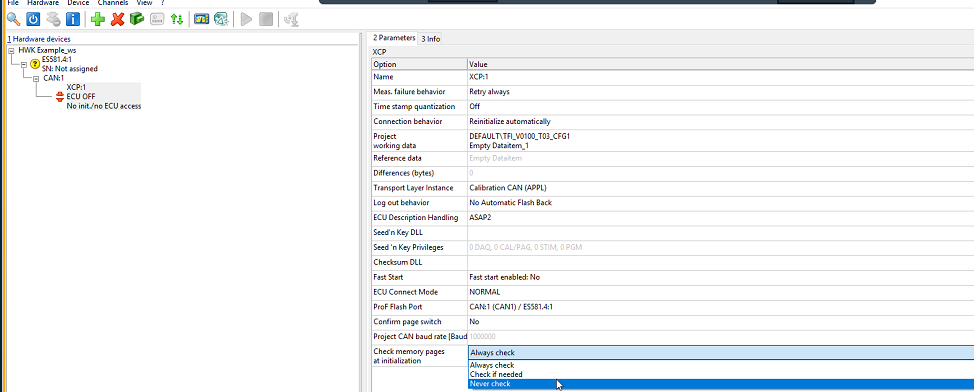 File Hardware Device Channels View ?
1 Hardware devices
HWK Example_ws
ES581.4:1
SN: Not assigned
CAN:1
XCP:1
ECU OFF
No init./no ECU access
2 Parameters 3 Info
XCP
Option Value
Name XCP:1
Meas. failure behavior Retry always
Time stamp quantization Off
Connection behavior Reinitialize automatically
Project DEFAULT\TFI_V0100_T03_CFG1
working data Empty Dataitem_1
Reference data Empty Dataitem
Differences (bytes) 0
Transport Layer Instance Calibration CAN (APPL)
Log out behavior No Automatic Flash Back
ECU Description Handling ASAP2
Seed'n Key DLL
Seed 'n Key Privileges 0 DAQ, 0 CAL/PAG, 0 STIM, 0 PGM
Checksum DLL
Fast Start Fast start enabled: No
ECU Connect Mode NORMAL
ProF Flash Port CAN:1 (CAN1) / ES581.4:1
Confirm page switch No
Project CAN baud rate [Baud 1000000
Check memory pages Always check
at initialization
Always check
Check if needed
Never check